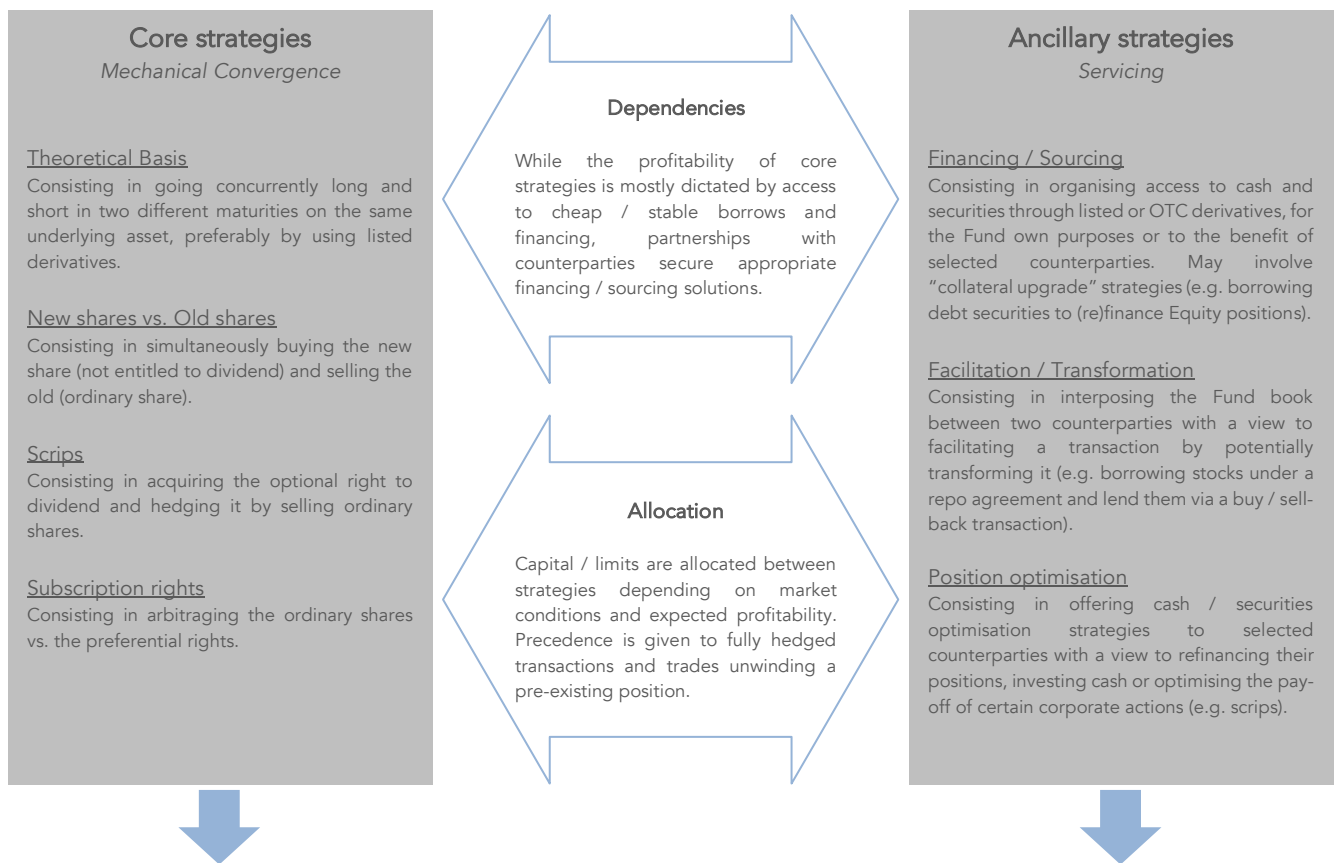 Core strategies
Mechanical Convergence
Theoretical Basis
Consisting in going concurrently long and
short in two different maturities on the same
underlying asset, preferably by using listed
derivatives.
New shares vs. Old shares
Consisting in simultaneously buying the new
share (not entitled to dividend) and selling the
old (ordinary share).
Scrips
Consisting in acquiring the optional right to
dividend and hedging it by selling ordinary
shares.
Subscription rights
Consisting in arbitraging the ordinary shares
vs. the preferential rights.
Dependencies
While the profitability of core
strategies is mostly dictated by access
to cheap / stable borrows and
financing, partnerships with
counterparties secure appropriate
financing / sourcing solutions.
Allocation
Capital / limits are allocated between
strategies depending on market
conditions and expected profitability.
Precedence is given to fully hedged
transactions and trades unwinding a
pre-existing position.
Ancillary strategies
Servicing
Financing / Sourcing
Consisting in organising access to cash and
securities through listed or OTC derivatives, for
the Fund own purposes or to the benefit of
selected counterparties. May involve
“collateral upgrade” strategies (e.g. borrowing
debt securities to (re)finance Equity positions).
Facilitation / Transformation
Consisting in interposing the Fund book
between two counterparties with a view to
facilitating a transaction by potentially
transforming it (e.g. borrowing stocks under a
repo agreement and lend them via a buy / sell-
back transaction).
Position optimisation
Consisting in offering cash / securities
optimisation strategies to selected
counterparties with a view to refinancing their
positions, investing cash or optimising the pay-
off of certain corporate actions (e.g. scrips).